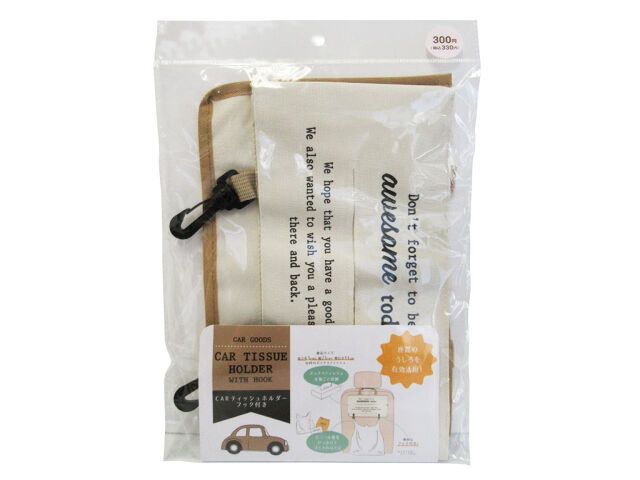 300円
(税込330円)
Don't forget to be
awesome tod
We hope that you have a good
We also wanted to wish you a pleas
there and back.
CAR GOODS
CAR TISSUE
HOLDER
WITH HOOK
CARティッシュホルダー
フック付き
座席の
うしろを
有効活用!